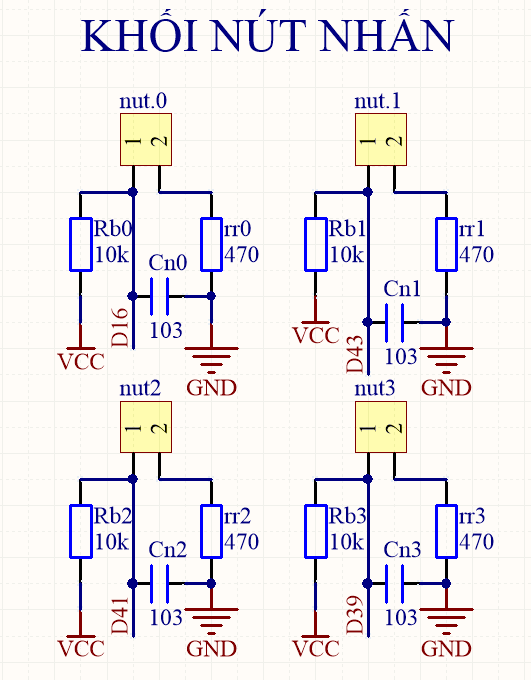 KHỐI NÚT NHẤN
nut.0
1 2
Rb0
10k
rr0
470
Cn0
103
D16
VCC
GND
nut.1
1 2
Rb1
10k
rr1
470
Cn1
103
D43
VCC
GND
nut2
1 2
Rb2
10k
rr2
470
Cn2
103
D41
VCC
GND
nut3
1 2
Rb3
10k
rr3
470
Cn3
103
D39
VCC
GND